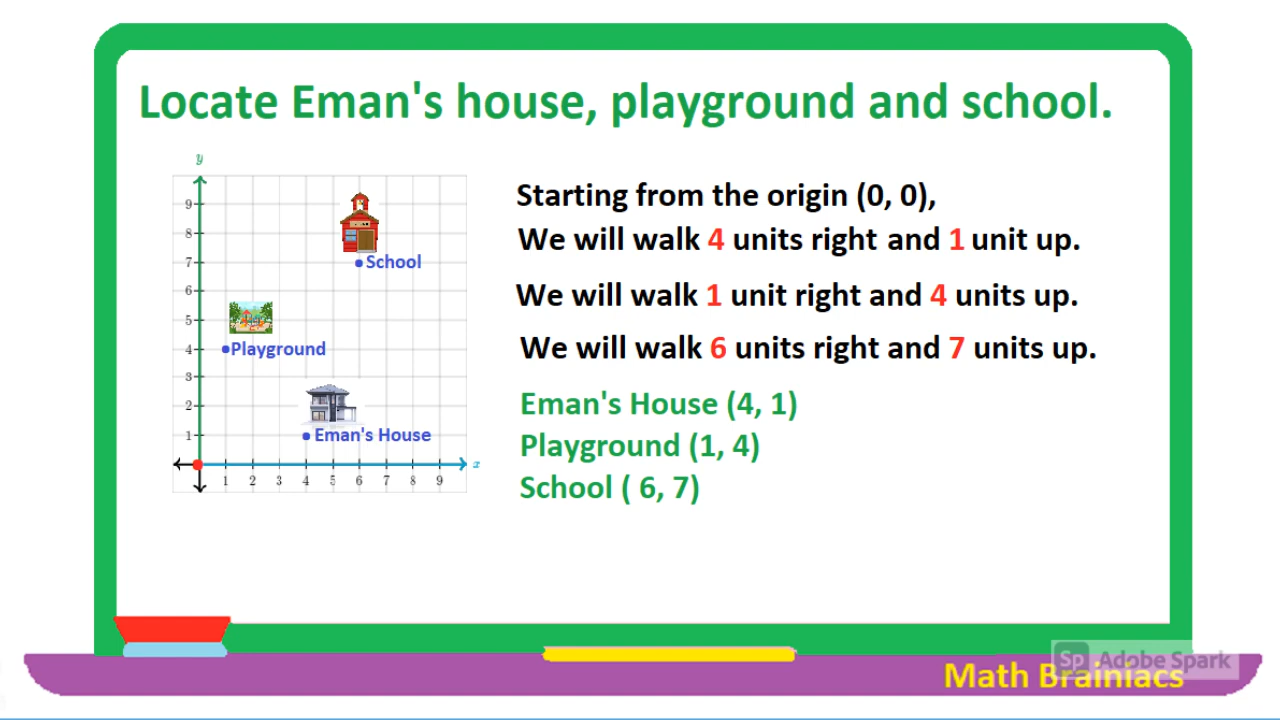 Locate Eman's house, playground and school.
y
9
8
7
6
5
4
3
2
1
School
Playground
Eman's House
1 2 3 4 5 6 7 8 9 x
Starting from the origin (0, 0),
We will walk 4 units right and 1 unit up.
We will walk 1 unit right and 4 units up.
We will walk 6 units right and 7 units up.
Eman's House (4, 1)
Playground (1, 4)
School ( 6, 7)
Sp Adobe Spark
Math Brainiacs